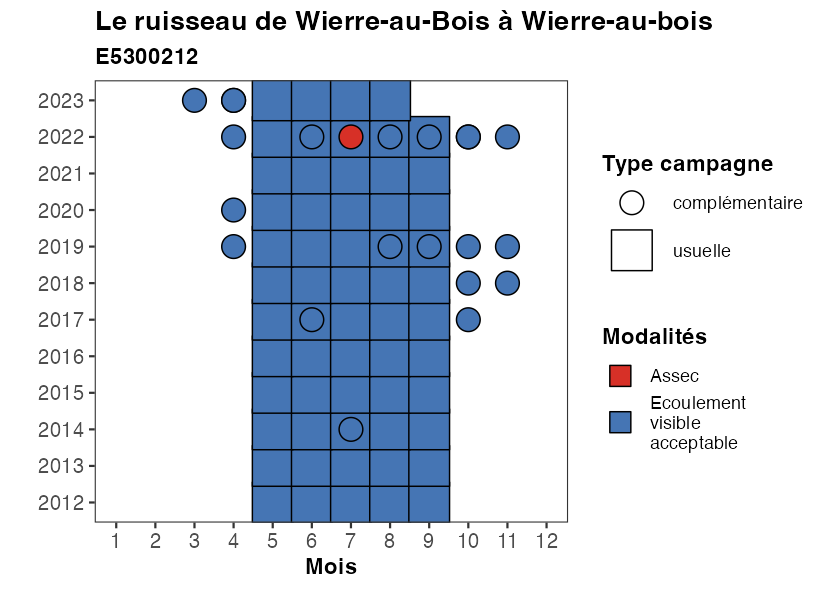 Le ruisseau de Wierre-au-Bois à Wierre-au-bois
E5300212
2023
2022
2021
2020
2019
2018
2017
2016
2015
2014
2013
2012
1 2 3 4 5 6 7 8 9 10 11 12
Mois
Type campagne
complémentaire
usuelle
Modalités
Assec
Ecoulement
visible
acceptable